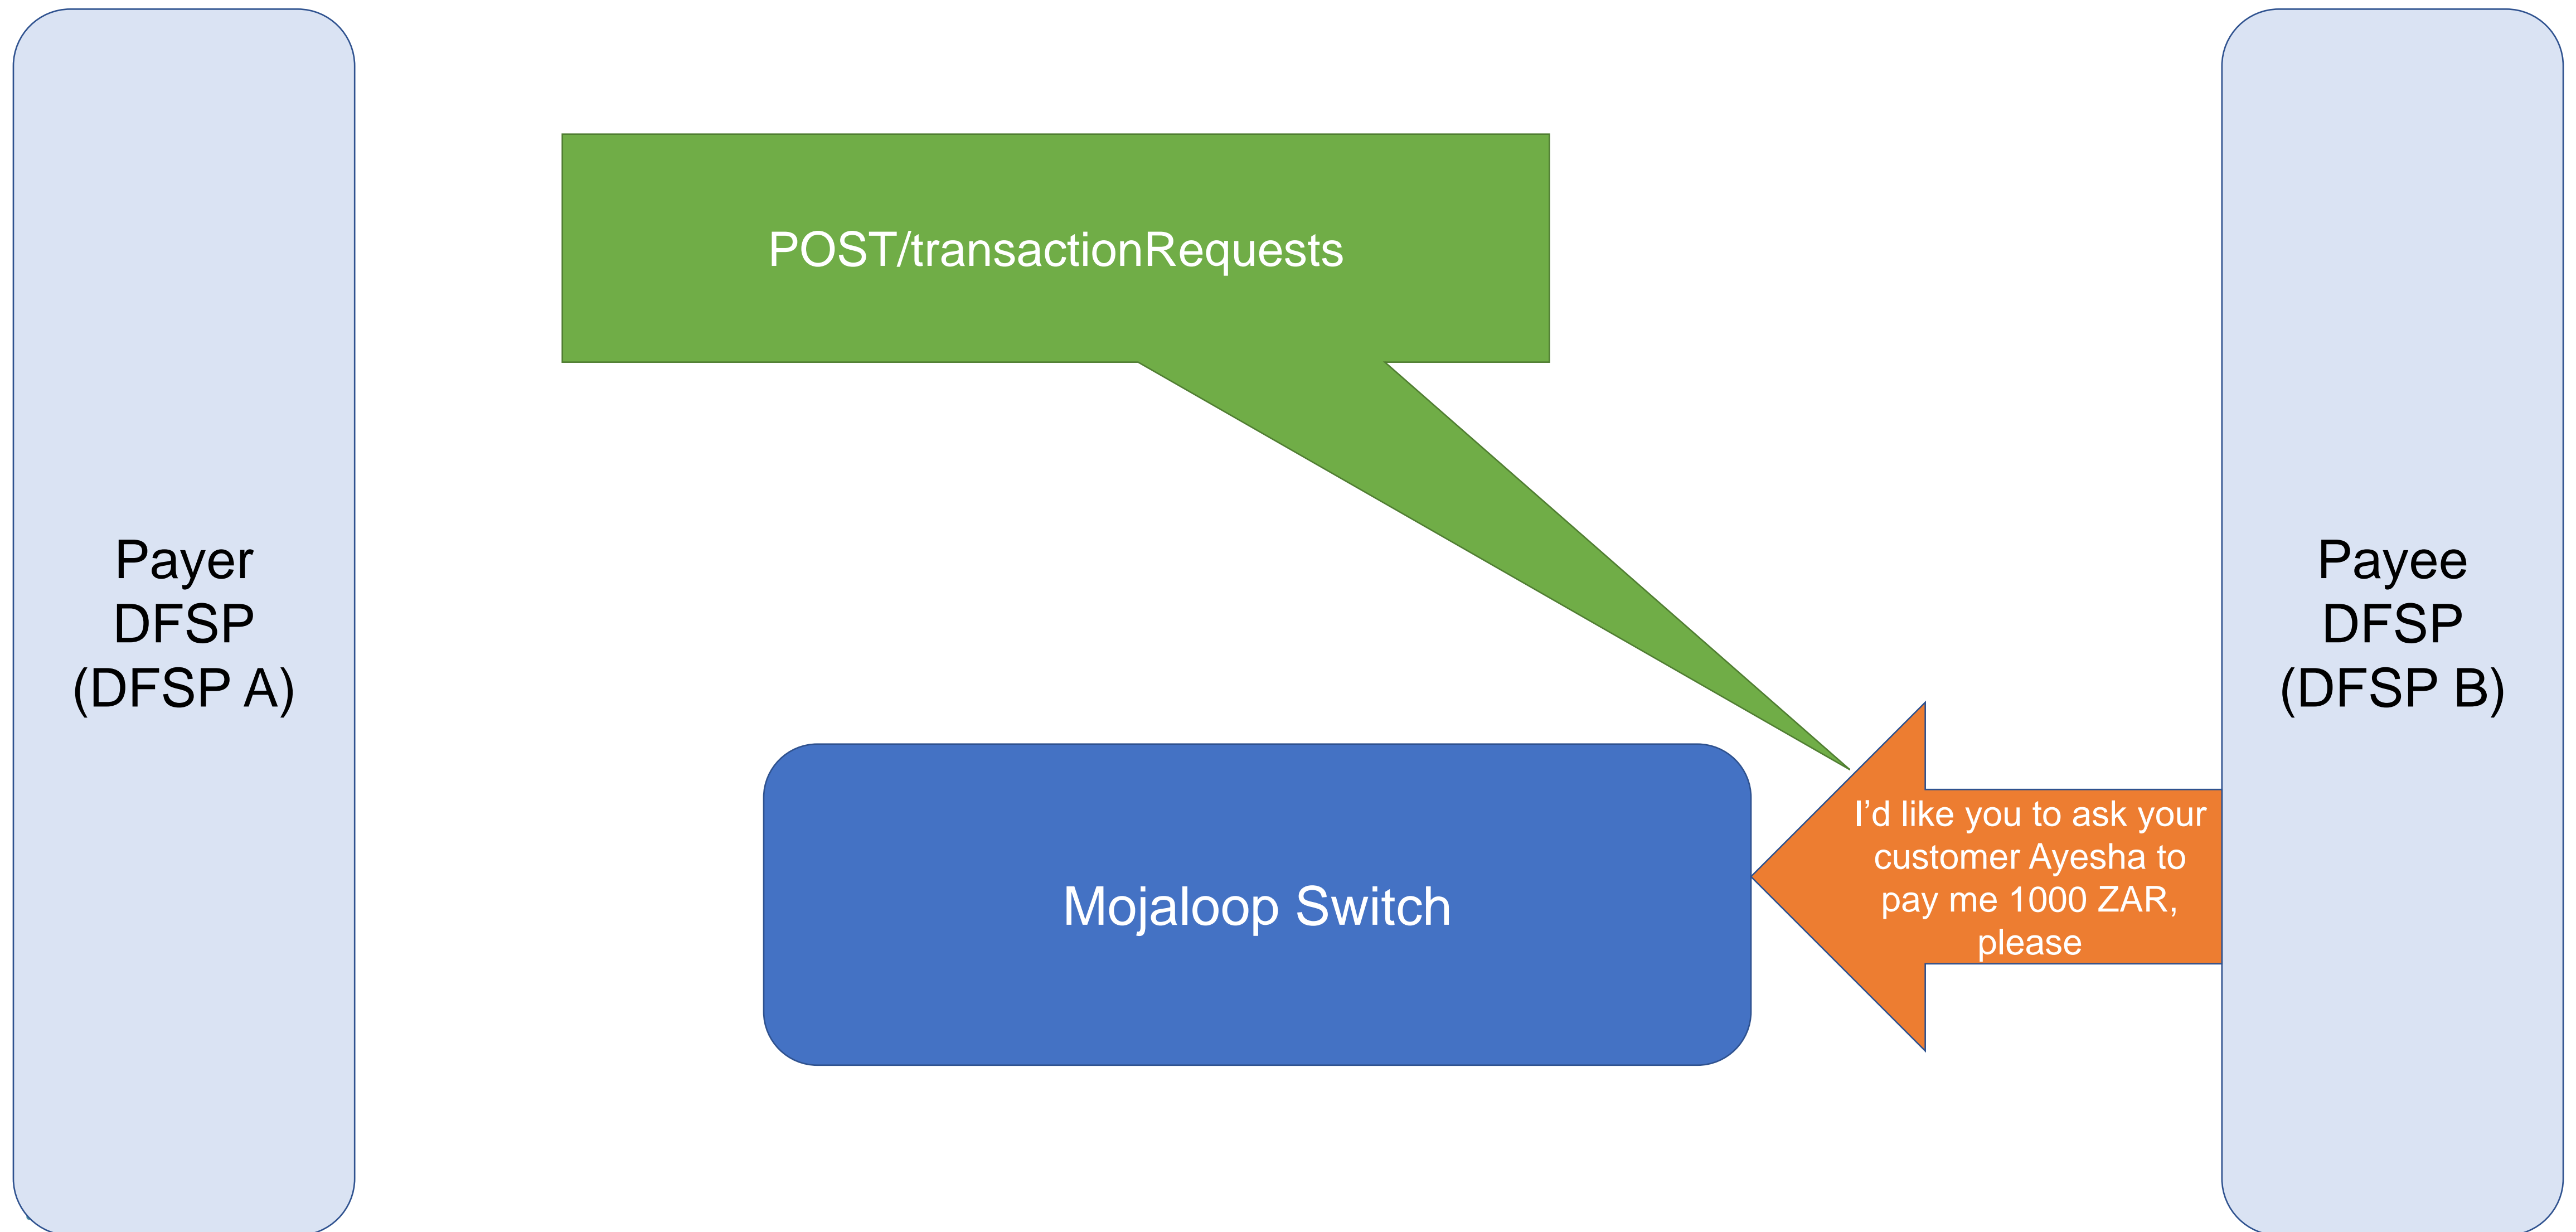 POST/transactionRequests
Payer
DFSP
(DFSP A)
Payee
DFSP
(DFSP B)
I’d like you to ask your
customer Ayesha to
pay me 1000 ZAR,
please
Mojaloop Switch